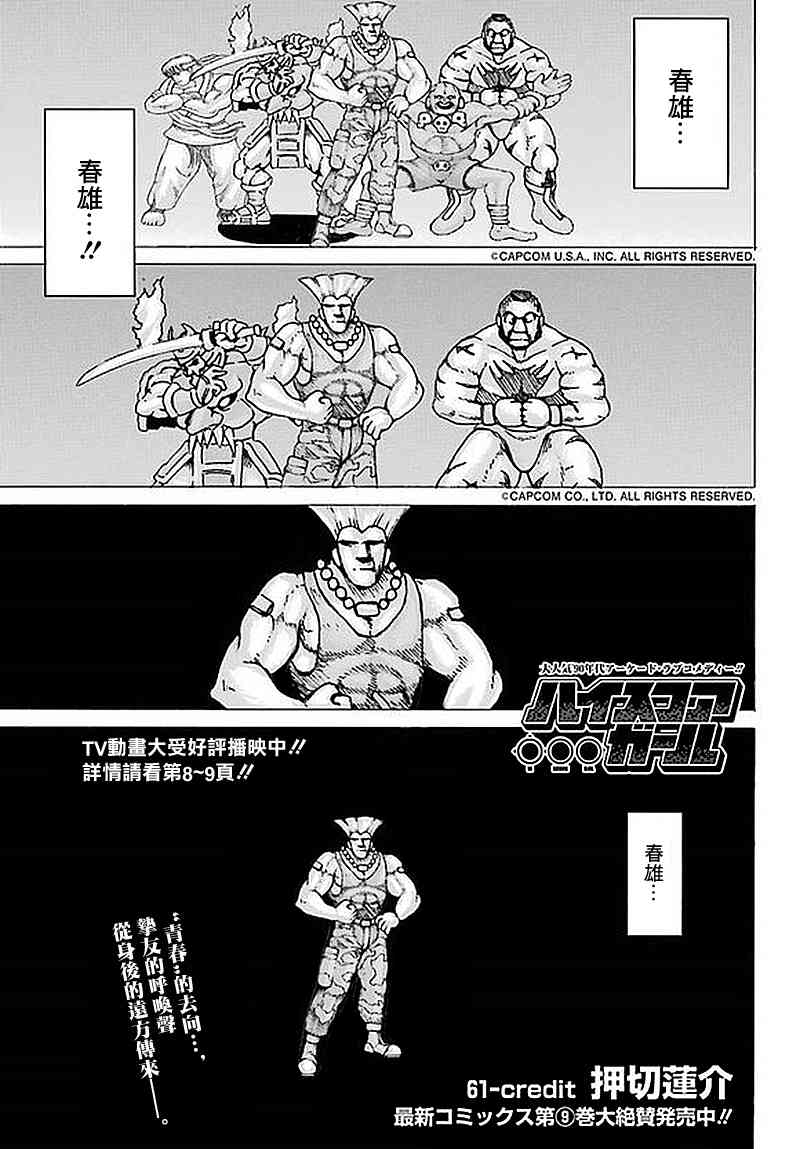 春雄…
春雄…!!
©CAPCOM U.S.A., INC. ALL RIGHTS RESERVED.
©CAPCOM CO., LTD. ALL RIGHTS RESERVED.
大人気'90年代アーケード・ラブコメディー!!
ハイスコア
ガール
TV動畫大受好評播映中!!
詳情請看第8~9頁!!
春雄…
…青春…的去向…，
摯友的呼喚聲
從身後的遠方傳來──。
61-credit 押切蓮介
最新コミックス第⑨巻大絶賛発売中!!